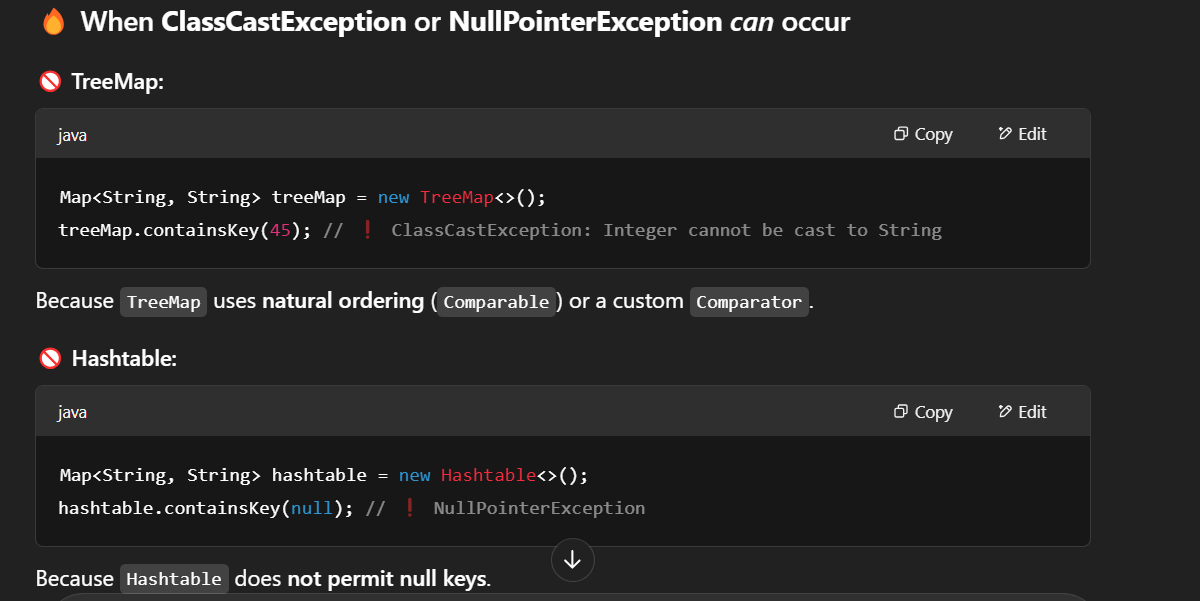 🔥 When ClassCastException or NullPointerException can occur
🚫 TreeMap:
java Copy Edit
Map<String, String> treeMap = new TreeMap<>();
treeMap.containsKey(45); // ❗ ClassCastException: Integer cannot be cast to String
Because TreeMap uses natural ordering (Comparable) or a custom Comparator.
🚫 Hashtable:
java Copy Edit
Map<String, String> hashtable = new Hashtable<>();
hashtable.containsKey(null); // ❗ NullPointerException
Because Hashtable does not permit null keys.